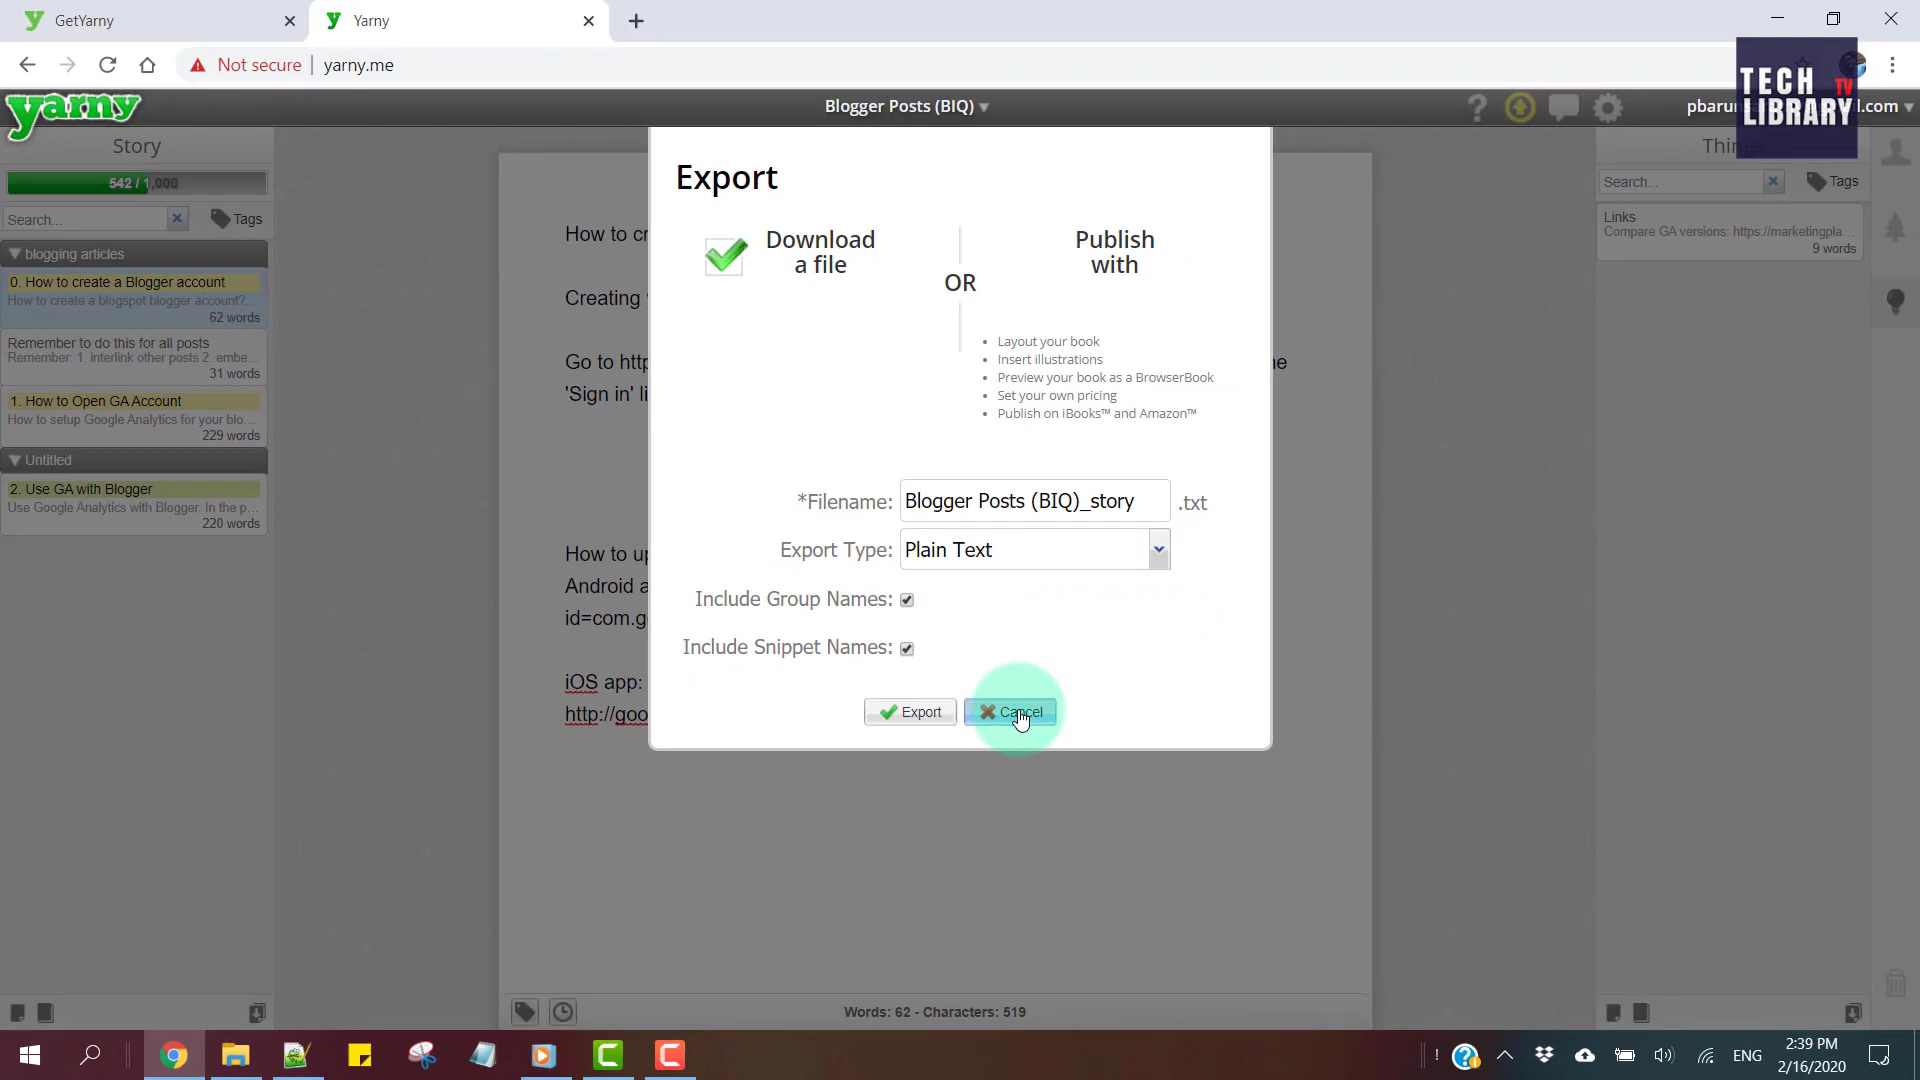 GetYarny
Yarny
Not secure
yarny.me
TECH TV
LIBRARY
yarny
Blogger Posts (BIQ)
pbarun
l.com
Story
542 / 1,000
Search...
Tags
blogging articles
0. How to create a Blogger account
How to create a blogspot blogger account?...
62 words
Remember to do this for all posts
Remember: 1. interlink other posts 2. embe...
31 words
1. How to Open GA Account
How to setup Google Analytics for your blo...
229 words
Untitled
2. Use GA with Blogger
Use Google Analytics with Blogger. In the p...
220 words
How to cr
Creating
Go to http
ne
'Sign in' li
How to up
Android a
id=com.g
iOS app:
http://goo
Export
Download
a file
OR
Publish
with
• Layout your book
• Insert illustrations
• Preview your book as a BrowserBook
• Set your own pricing
• Publish on iBooks™ and Amazon™
*Filename: Blogger Posts (BIQ)_story .txt
Export Type: Plain Text
Include Group Names:
Include Snippet Names:
Export
Cancel
Thin
Search...
Tags
Links
Compare GA versions: https://marketingpla...
9 words
Words: 62 - Characters: 519
ENG
2:39 PM
2/16/2020